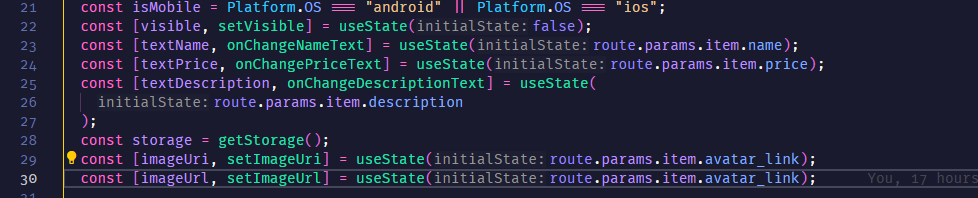 21 const isMobile = Platform.OS === "android" || Platform.OS === "ios";
22 const [visible, setVisible] = useState(initialState: false);
23 const [textName, onChangeNameText] = useState(initialState: route.params.item.name);
24 const [textPrice, onChangePriceText] = useState(initialState: route.params.item.price);
25 const [textDescription, onChangeDescriptionText] = useState(
26 initialState: route.params.item.description
27 );
28 const storage = getStorage();
29 const [imageUri, setImageUri] = useState(initialState: route.params.item.avatar_link);
30 const [imageUrl, setImageUrl] = useState(initialState: route.params.item.avatar_link); You, 17 hours